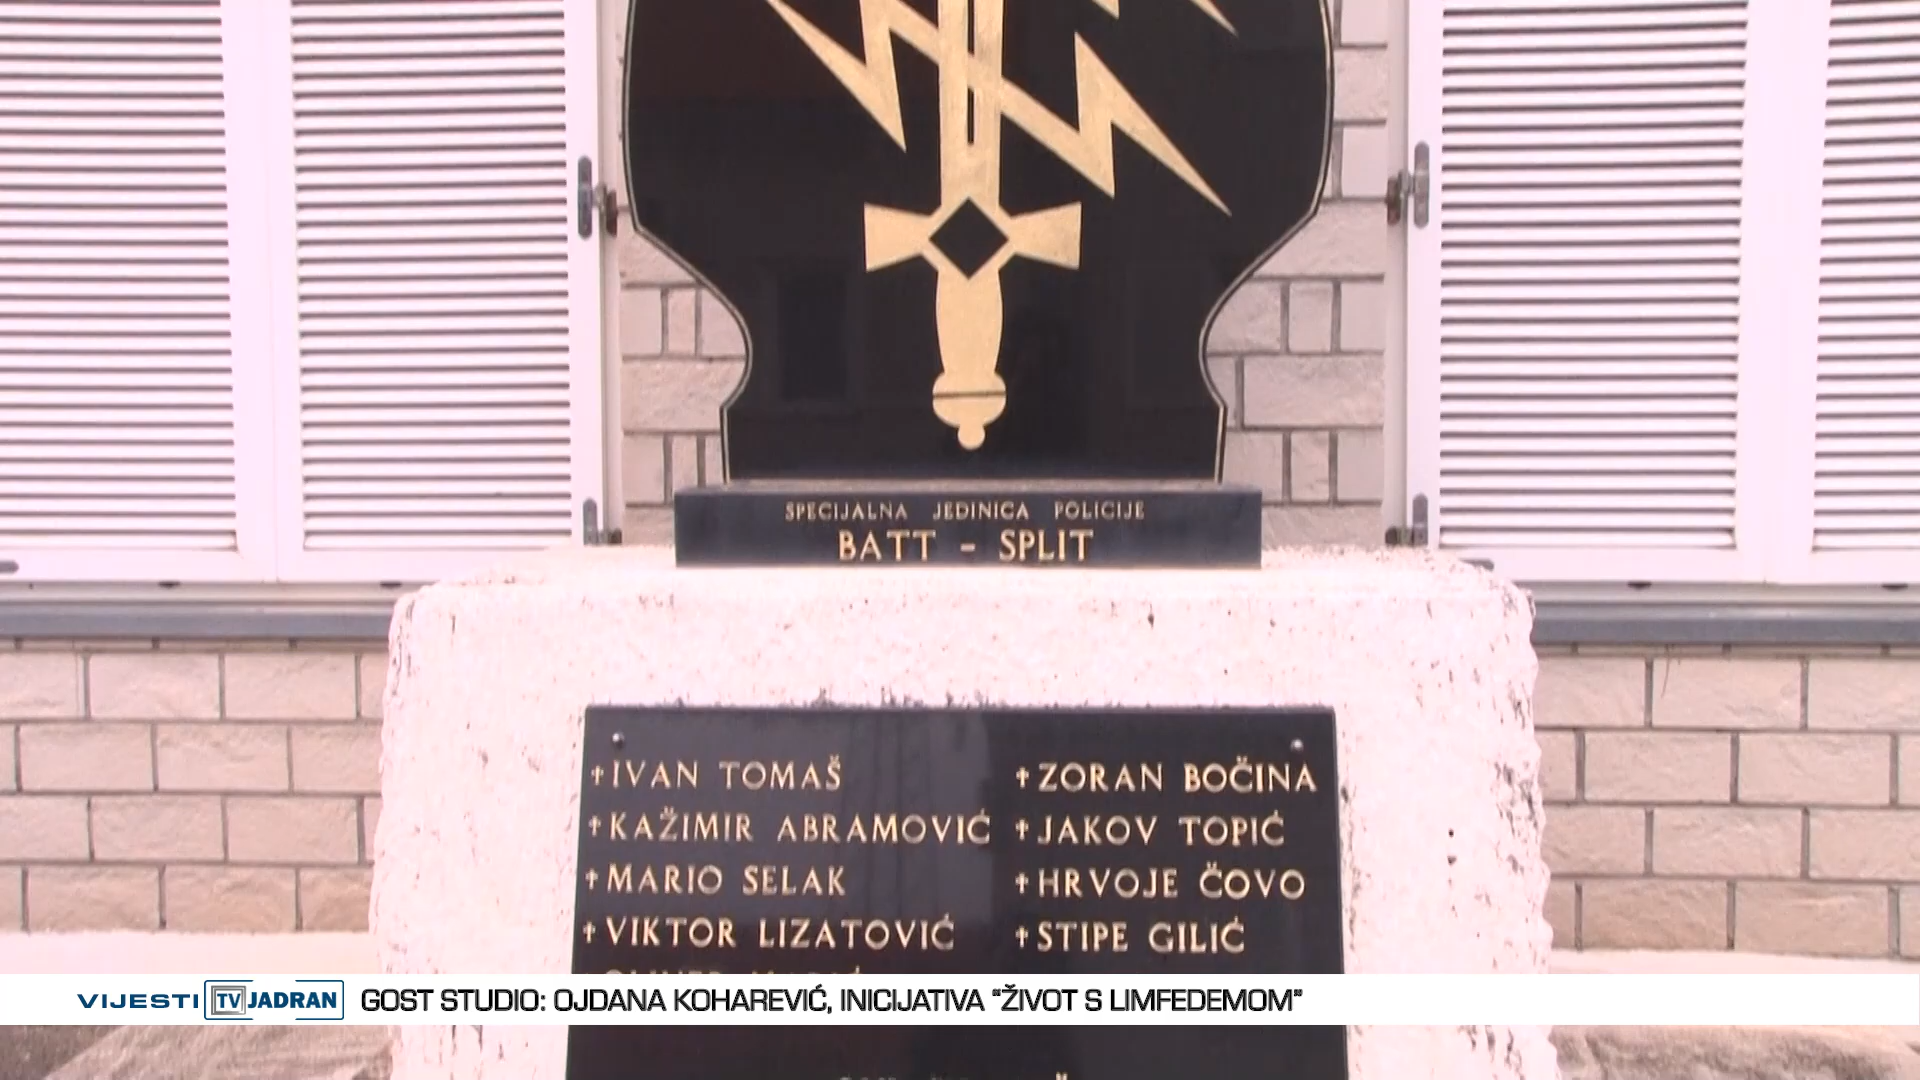 SPECIJALNA JEDINICA POLICIJE
BATT - SPLIT
✝IVAN TOMAŠ
✝KAŽIMIR ABRAMOVIĆ
✝MARIO SELAK
✝VIKTOR LIZATOVIĆ
✝ZORAN BOČINA
✝JAKOV TOPIĆ
✝HRVOJE ČOVO
✝STIPE GILIĆ
VIJESTI TV JADRAN GOST STUDIO: OJDANA KOHAREVIĆ, INICIJATIVA "ŽIVOT S LIMFEDEMOM"